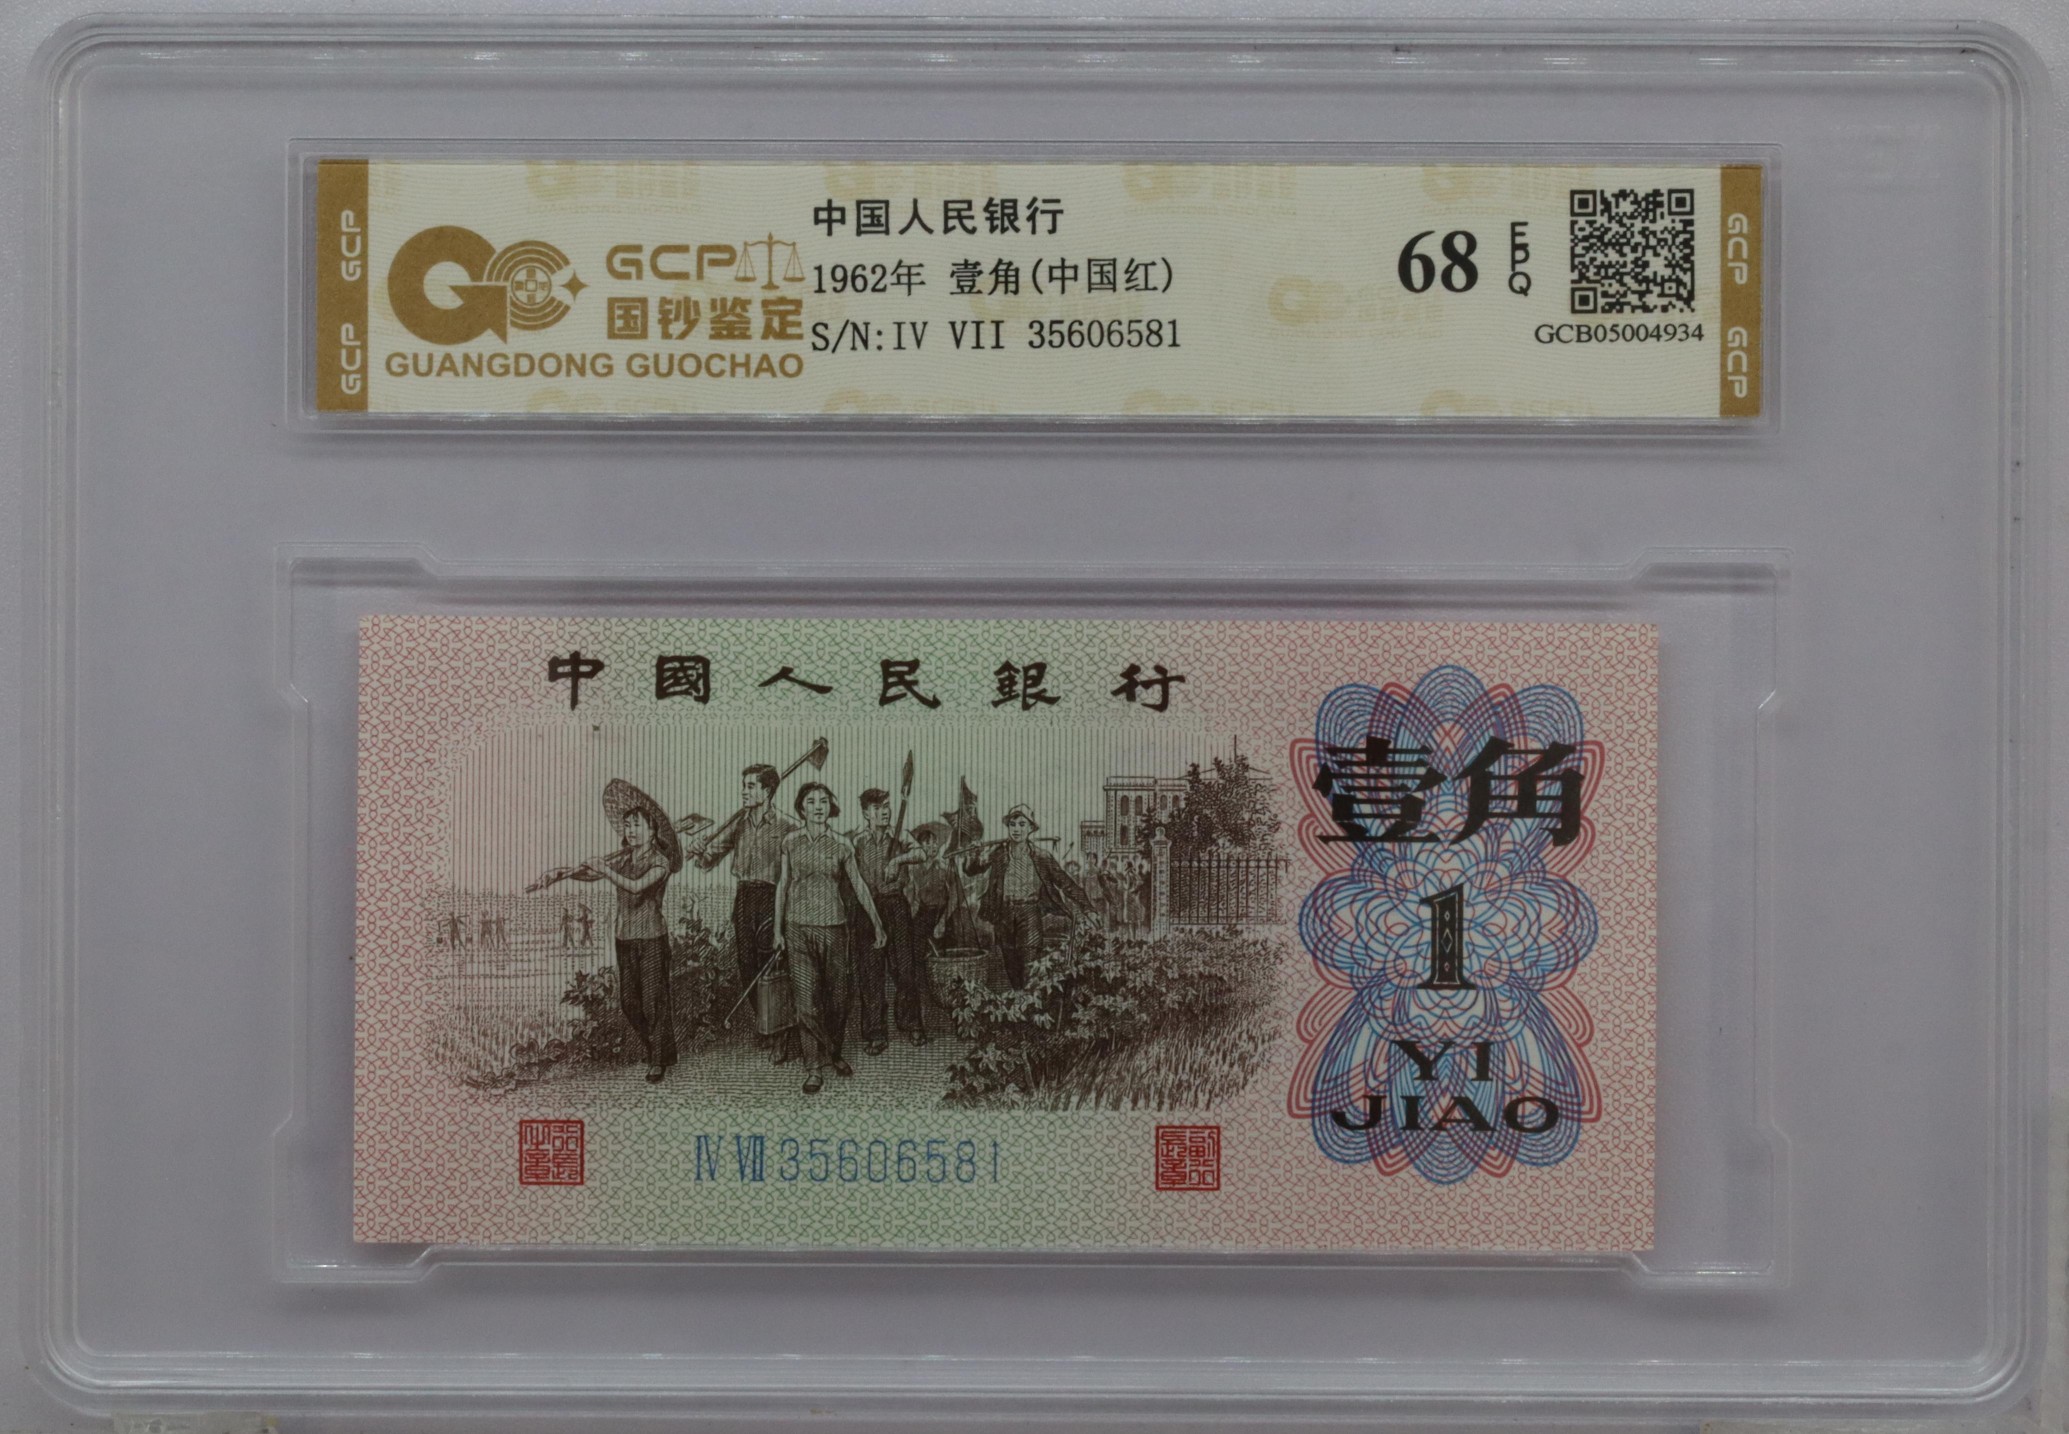 GCP
GCP
GCP
国钞鉴定
GUANGDONG GUOCHAO
中国人民银行
1962年 壹角(中国红)
S/N:IV VII 35606581
68
EPQ
GCB05004934
GCP
GCP
中國人民銀行
壹角
1
YI
JIAO
IV VII 35606581